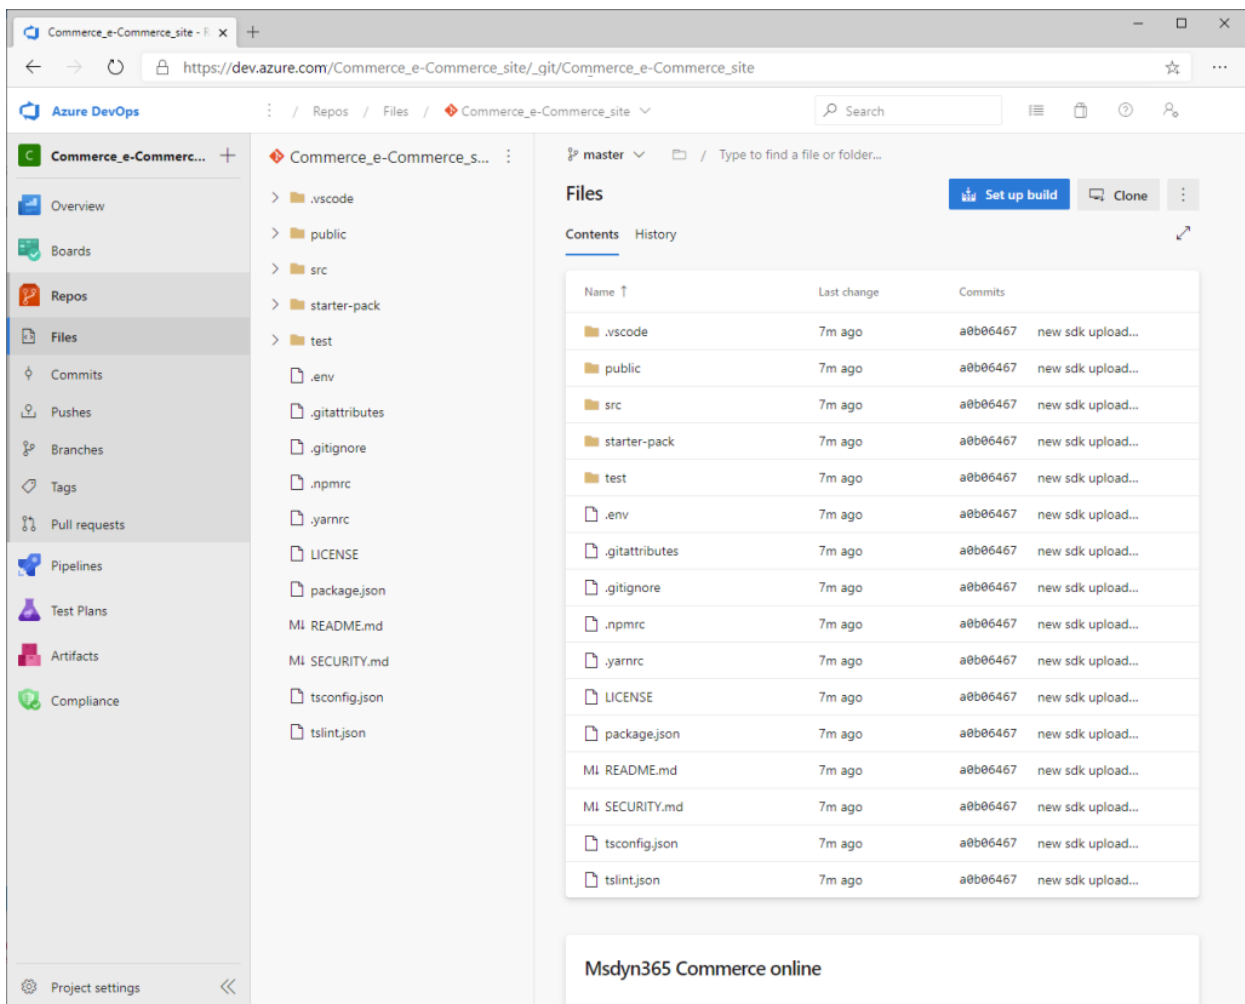 Commerce_e-Commerce_site - R
https://dev.azure.com/Commerce_e-Commerce_site/_git/Commerce_e-Commerce_site
Azure DevOps
/ Repos / Files / Commerce_e-Commerce_site
Search
C Commerce_e-Commerc...
Overview
Boards
Repos
Files
Commits
Pushes
Branches
Tags
Pull requests
Pipelines
Test Plans
Artifacts
Compliance
Project settings
Commerce_e-Commerce_s...
.vscode
public
src
starter-pack
test
.env
.gitattributes
.gitignore
.npmrc
.yarnrc
LICENSE
package.json
M↓ README.md
M↓ SECURITY.md
tsconfig.json
tslint.json
master / Type to find a file or folder...
Files
Set up build
Clone
Contents History
Name ↑ Last change Commits
.vscode 7m ago a0b06467 new sdk upload...
public 7m ago a0b06467 new sdk upload...
src 7m ago a0b06467 new sdk upload...
starter-pack 7m ago a0b06467 new sdk upload...
test 7m ago a0b06467 new sdk upload...
.env 7m ago a0b06467 new sdk upload...
.gitattributes 7m ago a0b06467 new sdk upload...
.gitignore 7m ago a0b06467 new sdk upload...
.npmrc 7m ago a0b06467 new sdk upload...
.yarnrc 7m ago a0b06467 new sdk upload...
LICENSE 7m ago a0b06467 new sdk upload...
package.json 7m ago a0b06467 new sdk upload...
M↓ README.md 7m ago a0b06467 new sdk upload...
M↓ SECURITY.md 7m ago a0b06467 new sdk upload...
tsconfig.json 7m ago a0b06467 new sdk upload...
tslint.json 7m ago a0b06467 new sdk upload...
Msdyn365 Commerce online